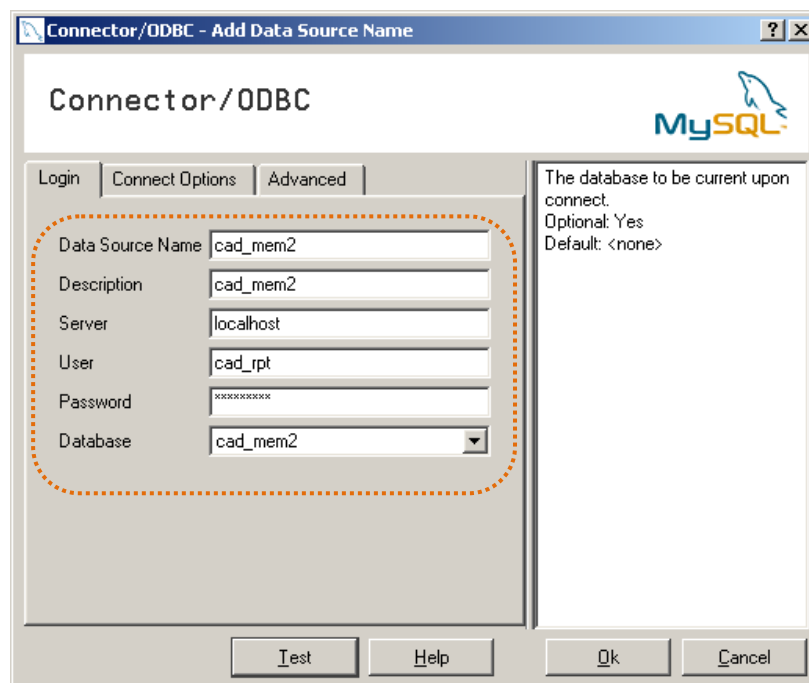 Connector/ODBC - Add Data Source Name
Connector/ODBC
MySQL
Login Connect Options Advanced
Data Source Name cad_mem2
Description cad_mem2
Server localhost
User cad_rpt
Password *********
Database cad_mem2
The database to be current upon
connect.
Optional: Yes
Default: <none>
Test Help Ok Cancel